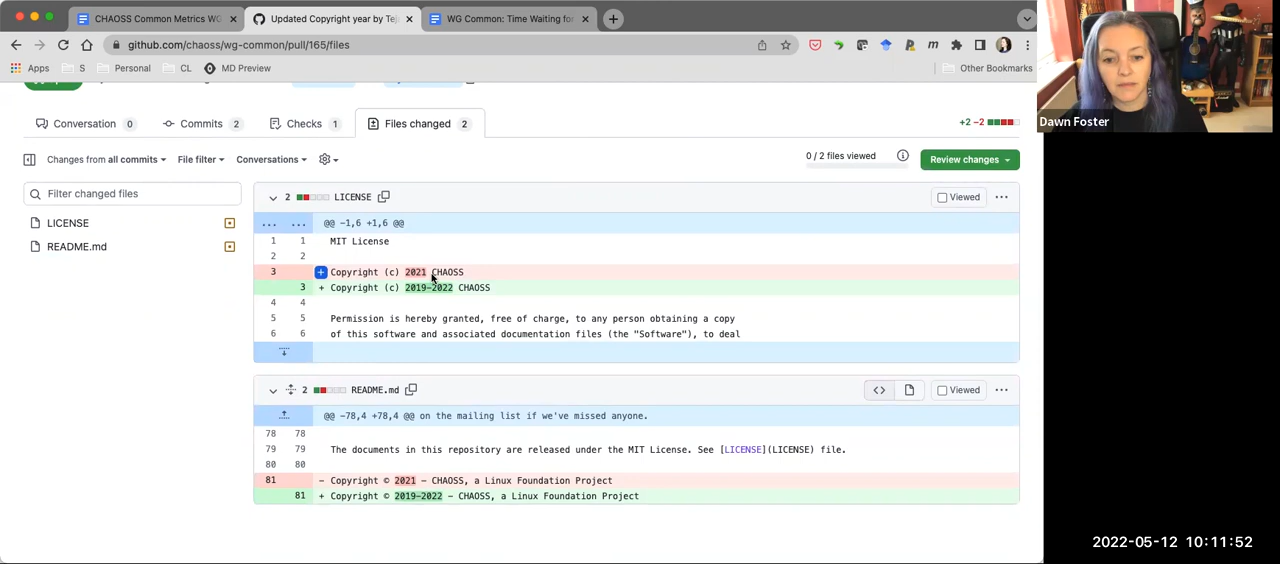 CHAOSS Common Metrics WG
Updated Copyright year by Tej
WG Common: Time Waiting for
github.com/chaoss/wg-common/pull/165/files
Apps
S
Personal
CL
MD Preview
Other Bookmarks
Dawn Foster
Conversation 0
Commits 2
Checks 1
Files changed 2
+2 −2
Changes from all commits
File filter
Conversations
0 / 2 files viewed
Review changes
Filter changed files
LICENSE
README.md
2 LICENSE
Viewed
... ... @@ -1,6 +1,6 @@
1 1 MIT License
2 2
3 + Copyright (c) 2021 CHAOSS
3 + Copyright (c) 2019-2022 CHAOSS
4 4
5 5 Permission is hereby granted, free of charge, to any person obtaining a copy
6 6 of this software and associated documentation files (the "Software"), to deal
2 README.md
Viewed
@@ -78,4 +78,4 @@ on the mailing list if we've missed anyone.
78 78
79 79 The documents in this repository are released under the MIT License. See [LICENSE](LICENSE) file.
80 80
81 - Copyright © 2021 - CHAOSS, a Linux Foundation Project
81 + Copyright © 2019-2022 - CHAOSS, a Linux Foundation Project
2022-05-12 10:11:52